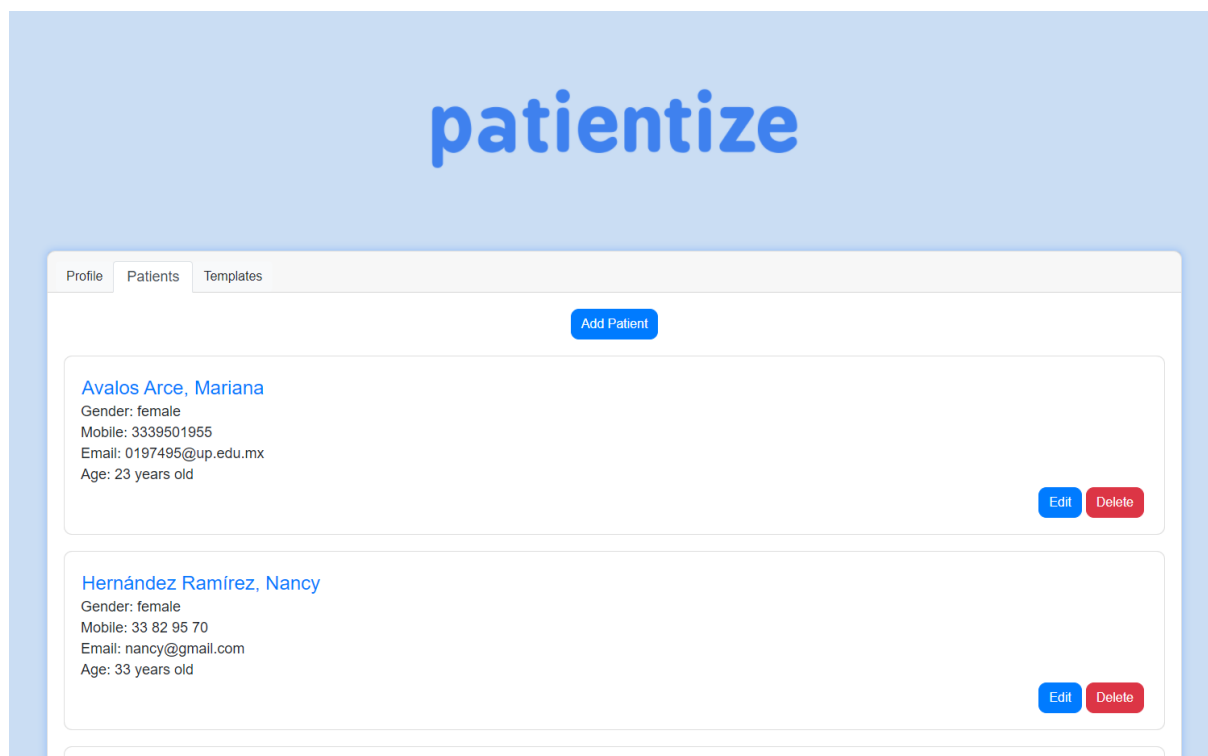 patientize
Profile Patients Templates
Add Patient
Avalos Arce, Mariana
Gender: female
Mobile: 3339501955
Email: 0197495@up.edu.mx
Age: 23 years old
Edit Delete
Hernández Ramírez, Nancy
Gender: female
Mobile: 33 82 95 70
Email: nancy@gmail.com
Age: 33 years old
Edit Delete